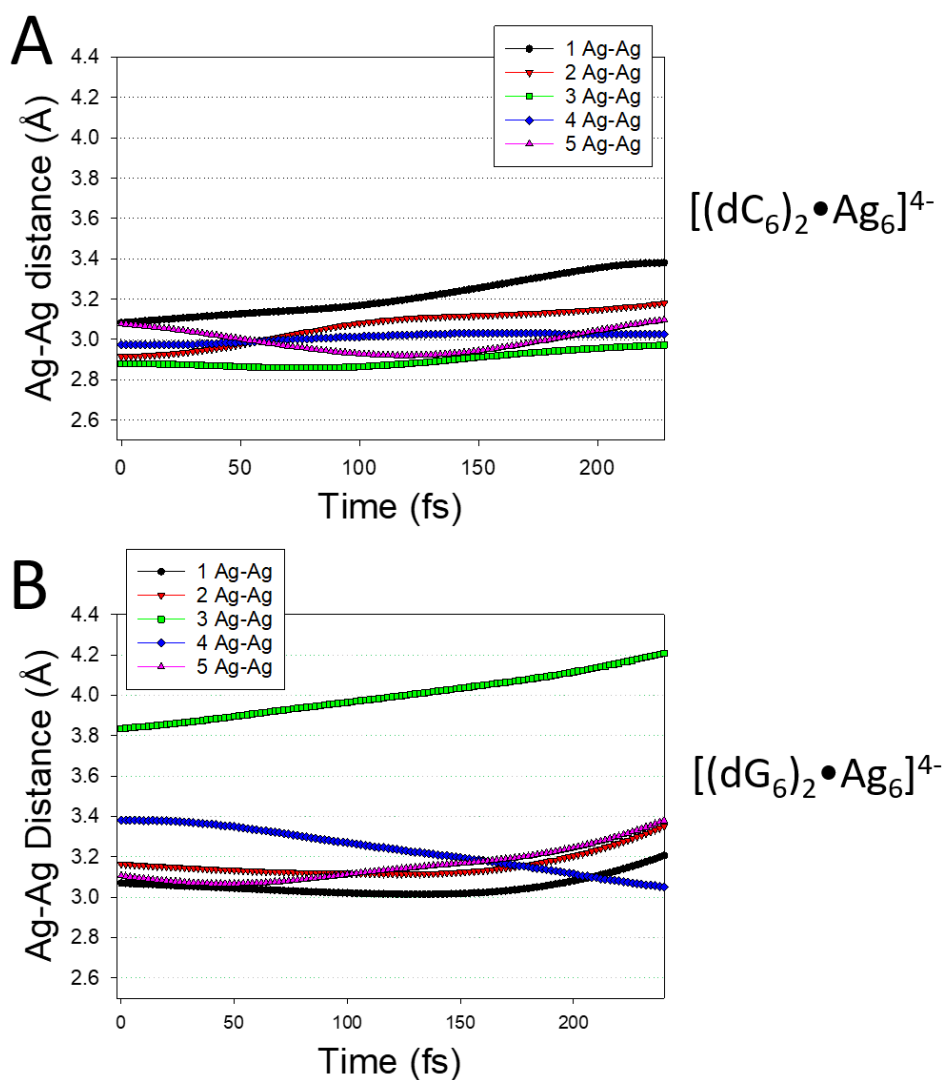 A
4.4
4.2
4.0
3.8
3.6
3.4
3.2
3.0
2.8
2.6
Ag-Ag distance (Å)
1 Ag-Ag
2 Ag-Ag
3 Ag-Ag
4 Ag-Ag
5 Ag-Ag
[(dC₆)₂•Ag₆]⁴⁻
0 50 100 150 200
Time (fs)
B
1 Ag-Ag
2 Ag-Ag
3 Ag-Ag
4 Ag-Ag
5 Ag-Ag
4.4
4.2
4.0
3.8
3.6
3.4
3.2
3.0
2.8
2.6
Ag-Ag Distance (Å)
[(dG₆)₂•Ag₆]⁴⁻
0 50 100 150 200
Time (fs)